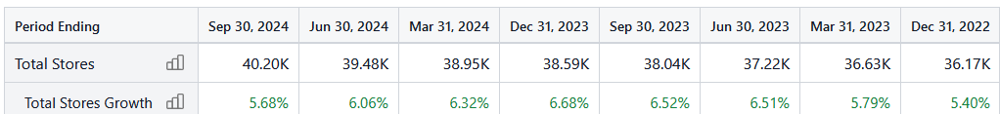 Period Ending Sep 30, 2024 Jun 30, 2024 Mar 31, 2024 Dec 31, 2023 Sep 30, 2023 Jun 30, 2023 Mar 31, 2023 Dec 31, 2022
Total Stores 40.20K 39.48K 38.95K 38.59K 38.04K 37.22K 36.63K 36.17K
Total Stores Growth 5.68% 6.06% 6.32% 6.68% 6.52% 6.51% 5.79% 5.40%